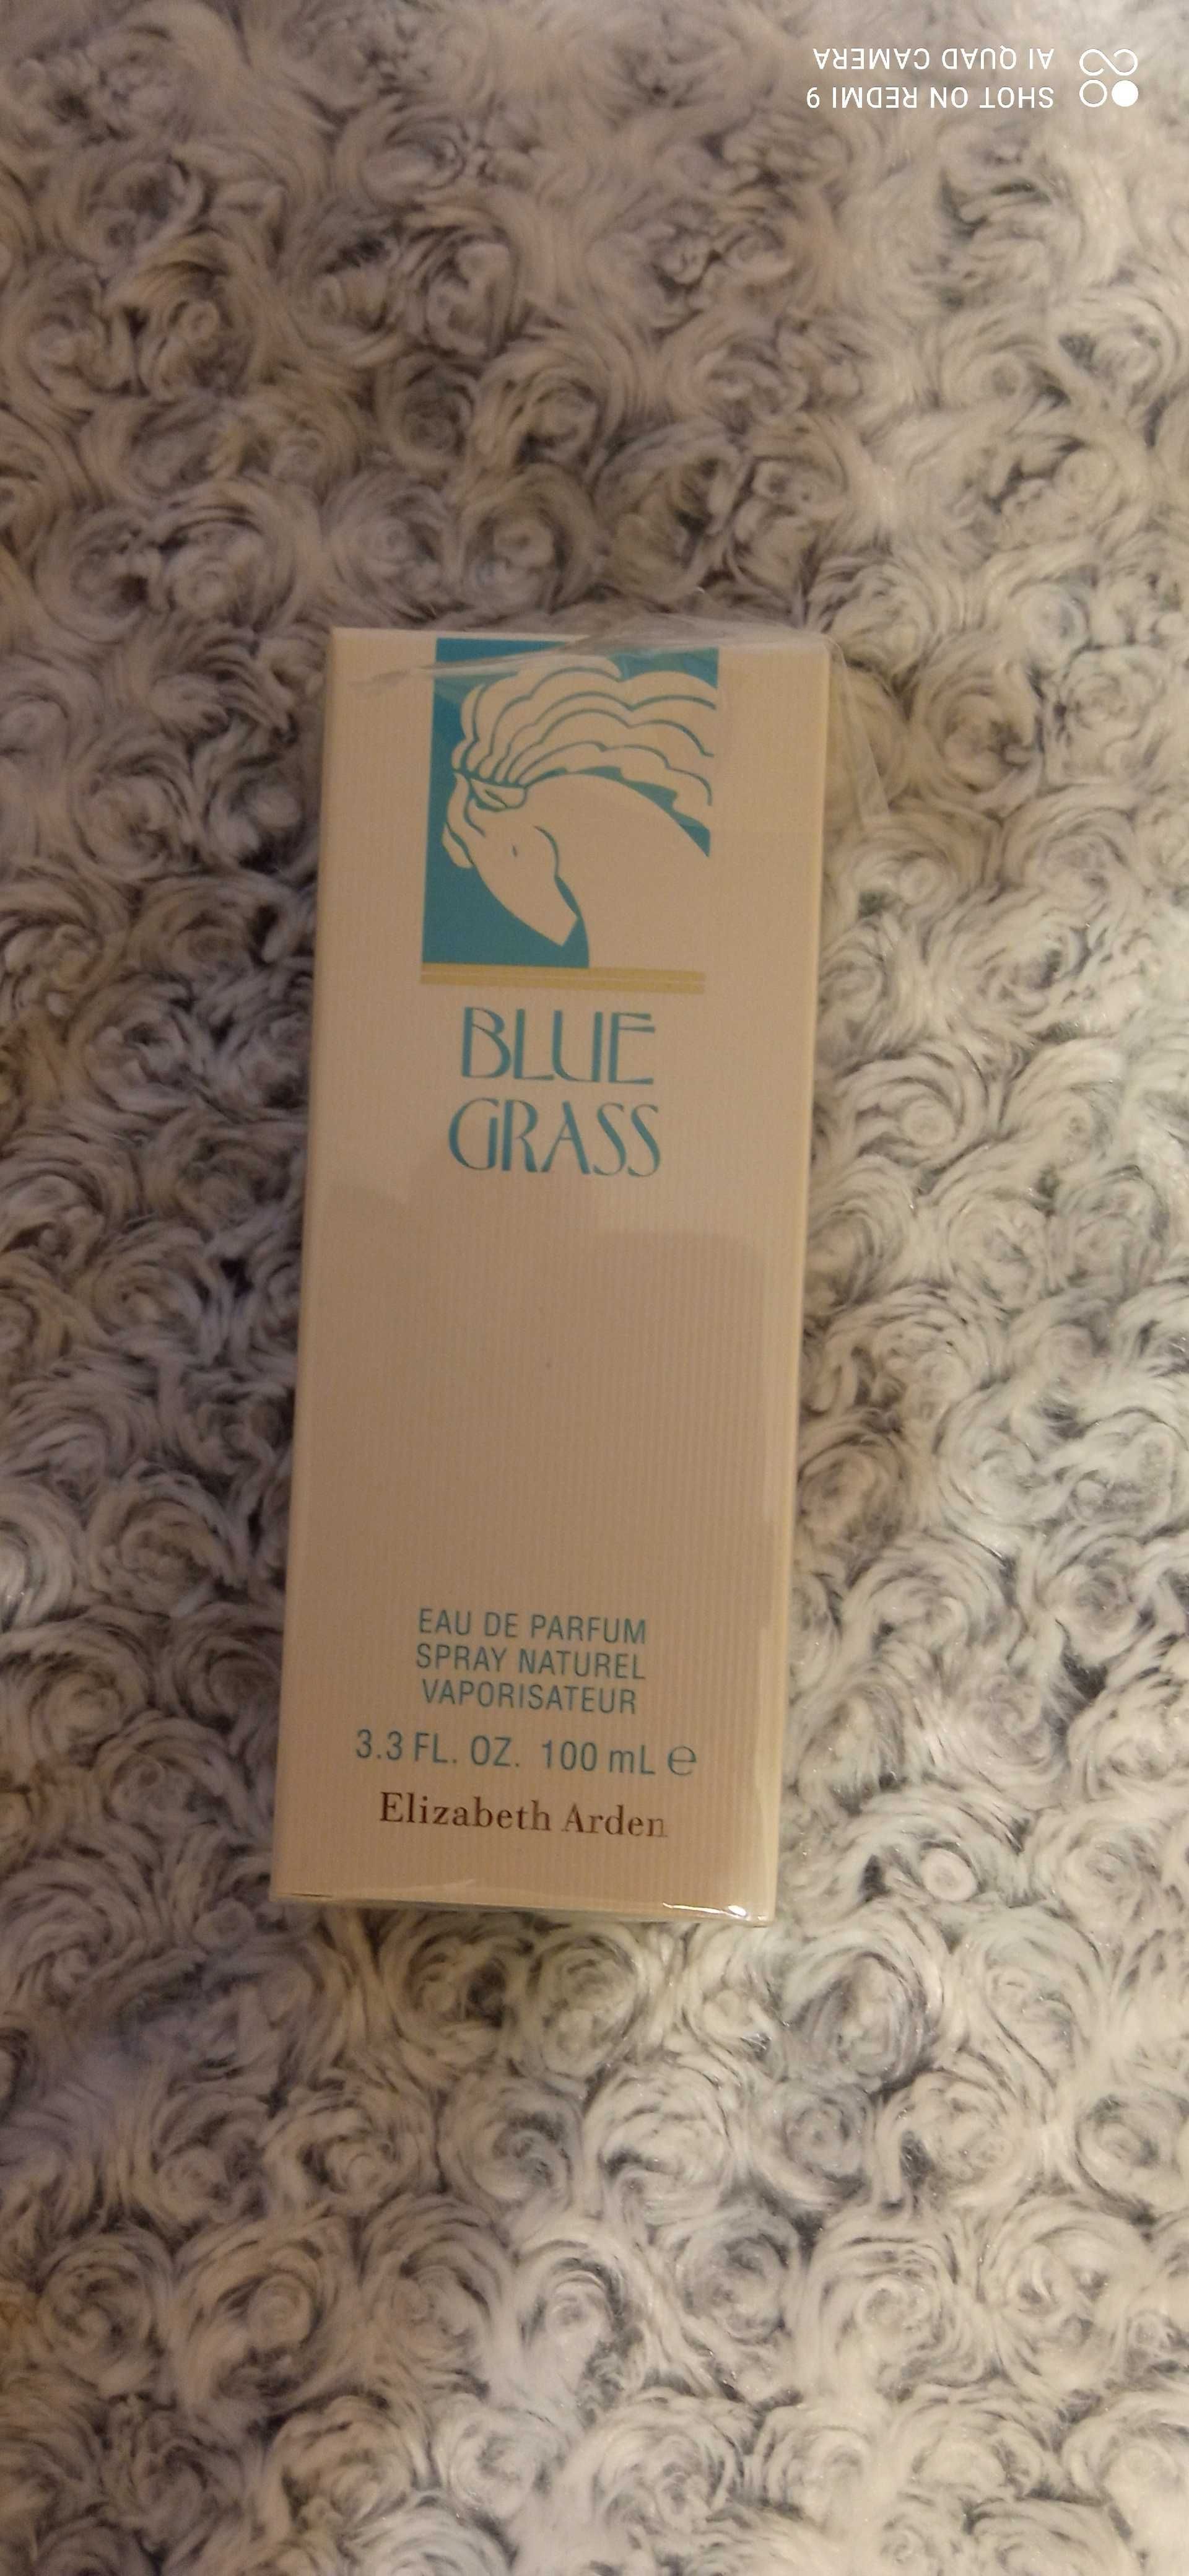 SHOT ON REDMI 9
AI QUAD CAMERA
BLUE
GRASS
EAU DE PARFUM
SPRAY NATUREL
VAPORISATEUR
3.3 FL. OZ. 100 mL ℮
Elizabeth Arden